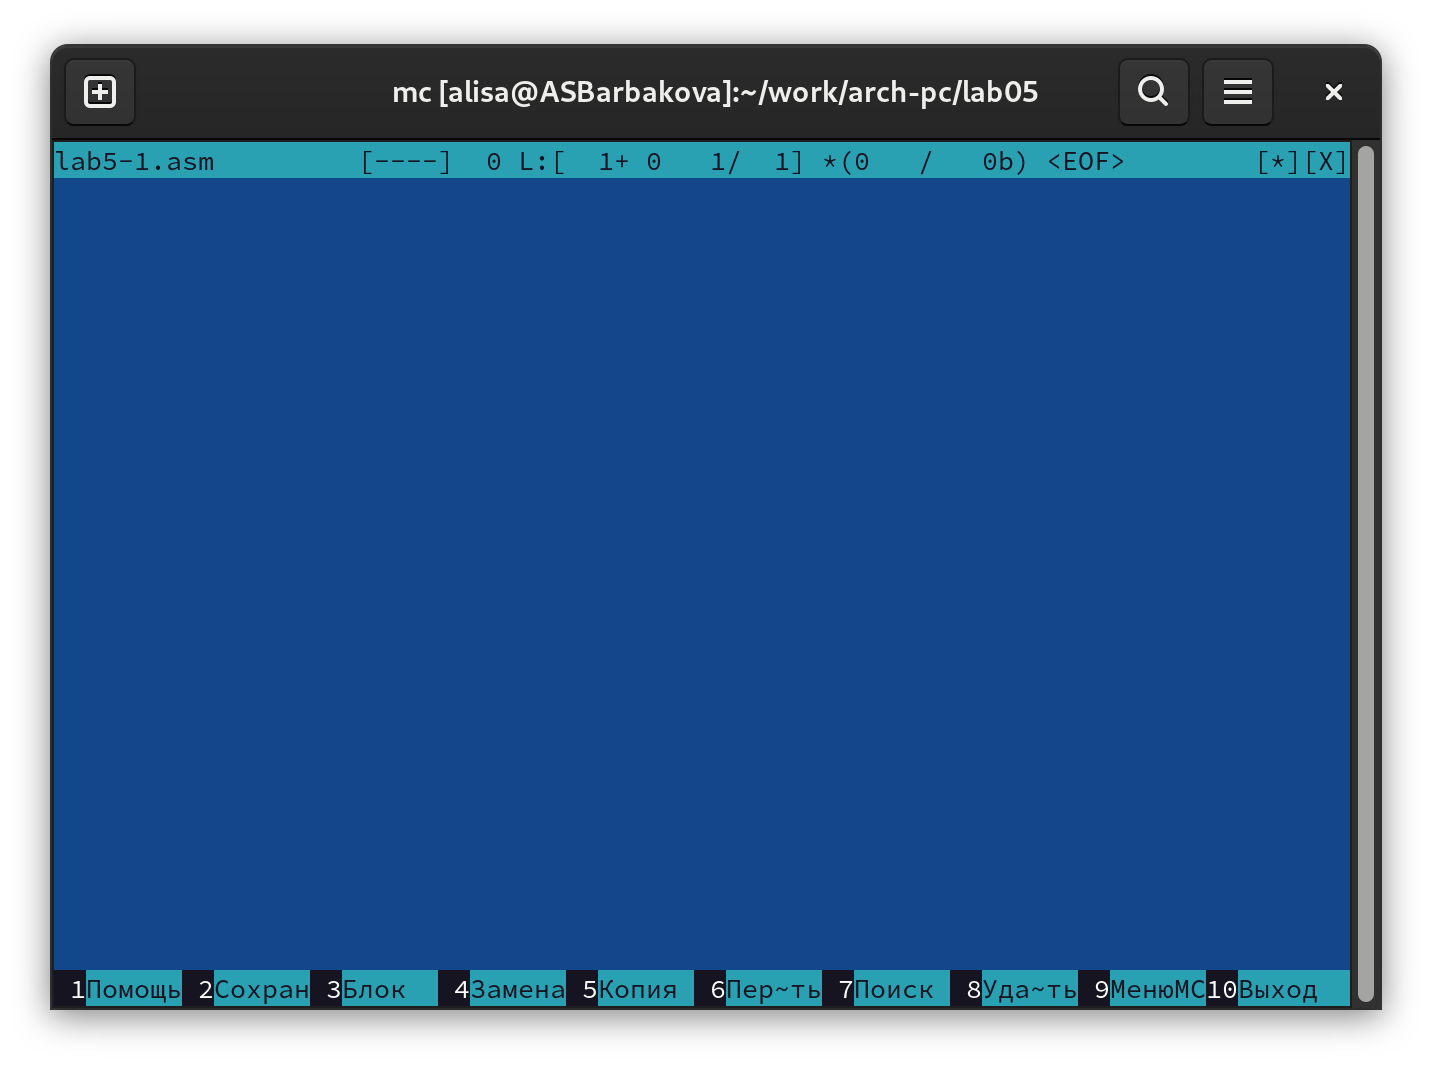 mc [alisa@ASBarbakova]:~/work/arch-pc/lab05
lab5-1.asm [----] 0 L:[ 1+ 0 1/ 1] *(0 / 0b) <EOF> [*][X]
1Помощь 2Сохран 3Блок 4Замена 5Копия 6Пер~ть 7Поиск 8Уда~ть 9МенюMC10Выход